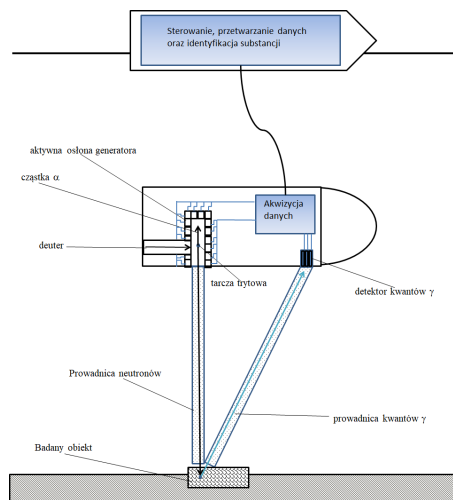 Sterowanie, przetwarzanie danych
oraz identyfikacja substancji
aktywna osłona generatora
cząstka α
Akwizycja
danych
deuter
tarcza trytowa
detektor kwantów γ
Prowadnica neutronów
prowadnica kwantów γ
Badany obiekt